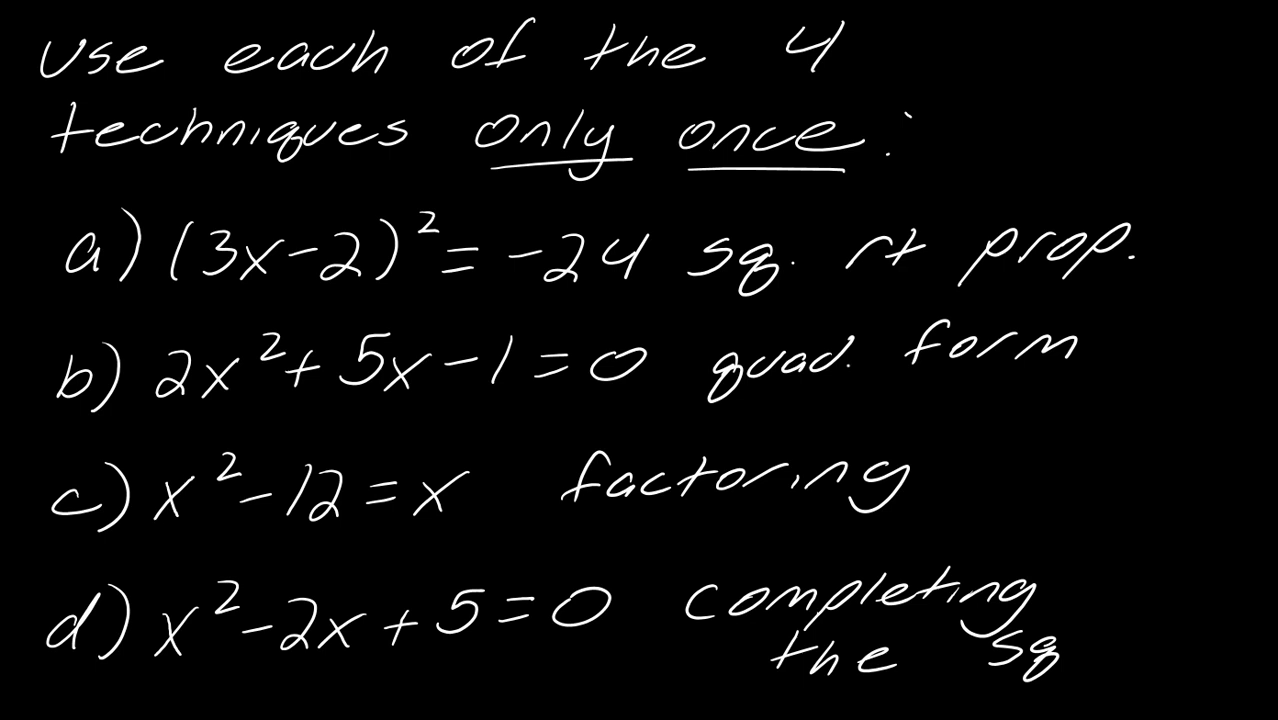 Use each of the 4
techniques only once:
a) (3x-2)² = -24 sq. rt prop.
b) 2x² + 5x - 1 = 0 quad. form
c) x² - 12 = x factoring
d) x² - 2x + 5 = 0 completing
the sq